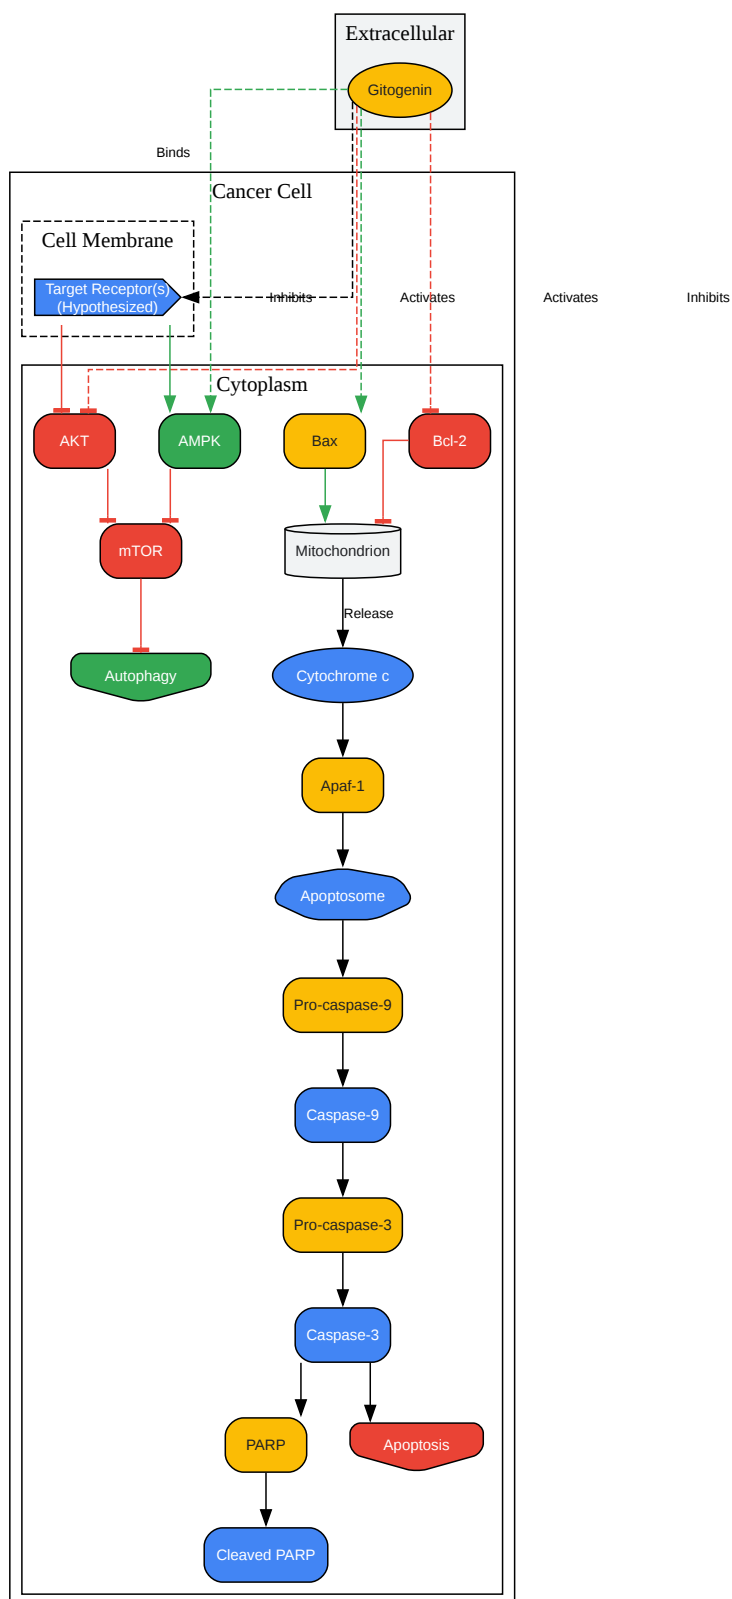 Extracellular
Gitogenin
Binds
Cancer Cell
Cell Membrane
Target Receptor(s)
(Hypothesized)
Inhibits
Activates
Activates
Inhibits
Cytoplasm
AKT
AMPK
Bax
Bcl-2
mTOR
Mitochondrion
Release
Autophagy
Cytochrome c
Apaf-1
Apoptosome
Pro-caspase-9
Caspase-9
Pro-caspase-3
Caspase-3
PARP
Apoptosis
Cleaved PARP